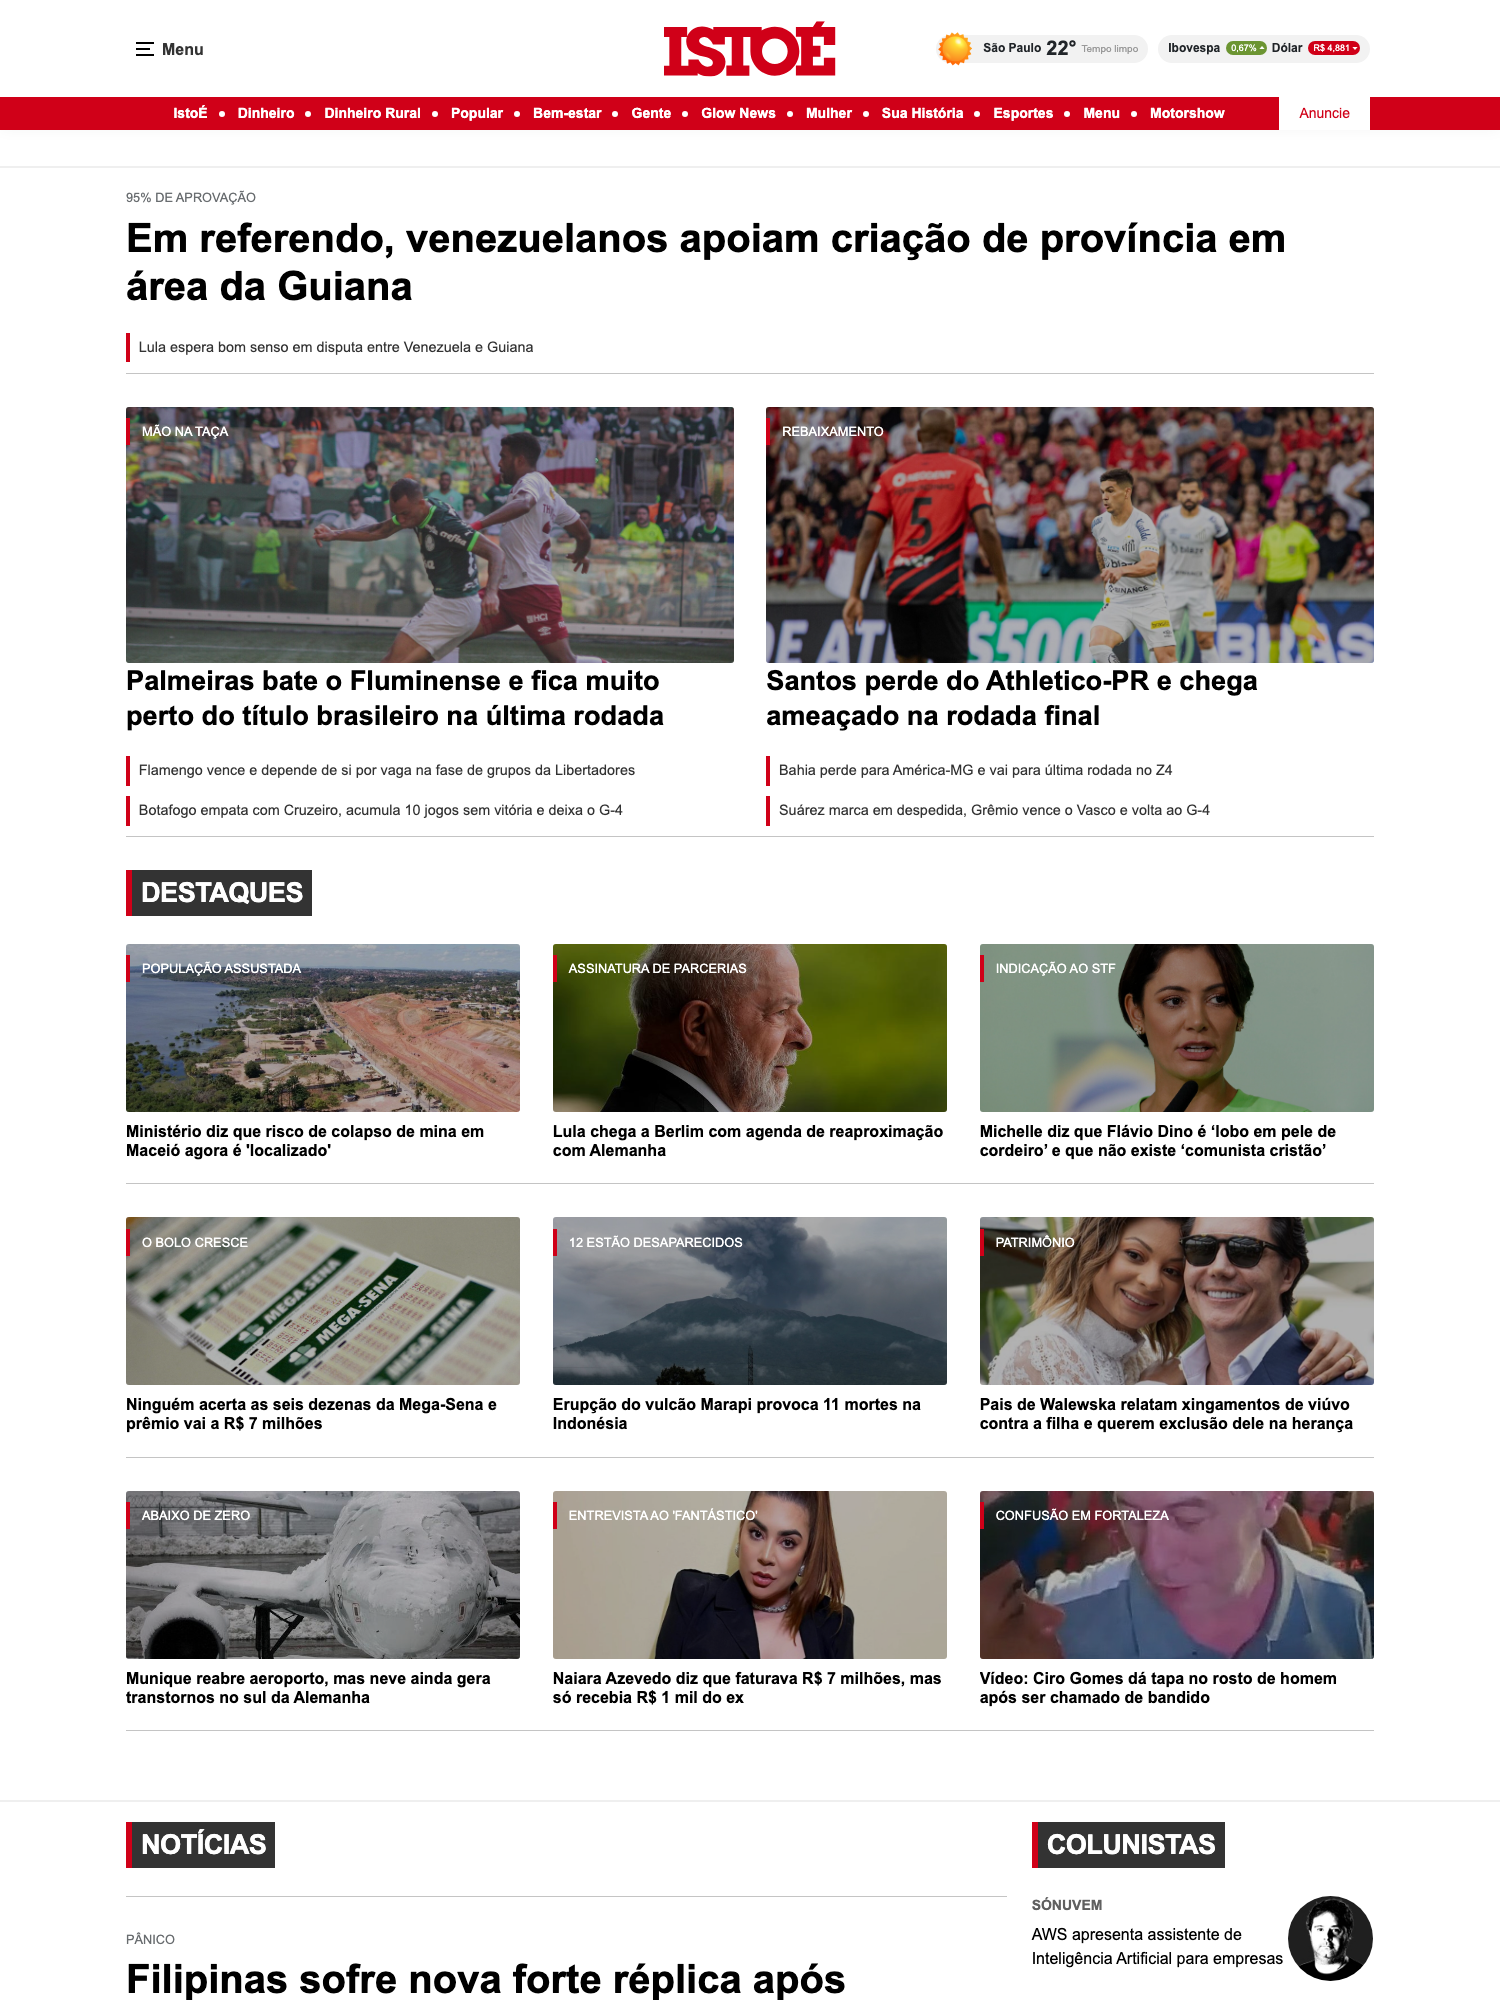 Menu
ISTOÉ
São Paulo 22° Tempo limpo
Ibovespa 0,67% Dólar R$ 4,881
IstoÉ • Dinheiro • Dinheiro Rural • Popular • Bem-estar • Gente • Glow News • Mulher • Sua História • Esportes • Menu • Motorshow
Anuncie
95% DE APROVAÇÃO
Em referendo, venezuelanos apoiam criação de província em
área da Guiana
Lula espera bom senso em disputa entre Venezuela e Guiana
MÃO NA TAÇA
Palmeiras bate o Fluminense e fica muito
perto do título brasileiro na última rodada
Flamengo vence e depende de si por vaga na fase de grupos da Libertadores
Botafogo empata com Cruzeiro, acumula 10 jogos sem vitória e deixa o G-4
REBAIXAMENTO
5
BINANCE
DE AT
$500
BRAS
Santos perde do Athletico-PR e chega
ameaçado na rodada final
Bahia perde para América-MG e vai para última rodada no Z4
Suárez marca em despedida, Grêmio vence o Vasco e volta ao G-4
DESTAQUES
POPULAÇÃO ASSUSTADA
Ministério diz que risco de colapso de mina em
Maceió agora é 'localizado'
ASSINATURA DE PARCERIAS
Lula chega a Berlim com agenda de reaproximação
com Alemanha
INDICAÇÃO AO STF
Michelle diz que Flávio Dino é ‘lobo em pele de
cordeiro’ e que não existe ‘comunista cristão’
O BOLO CRESCE
MEGA-SENA
MEGA-SENA
MEGA-SENA
Ninguém acerta as seis dezenas da Mega-Sena e
prêmio vai a R$ 7 milhões
12 ESTÃO DESAPARECIDOS
Erupção do vulcão Marapi provoca 11 mortes na
Indonésia
PATRIMÔNIO
Pais de Walewska relatam xingamentos de viúvo
contra a filha e querem exclusão dele na herança
ABAIXO DE ZERO
Munique reabre aeroporto, mas neve ainda gera
transtornos no sul da Alemanha
ENTREVISTA AO 'FANTÁSTICO'
Naiara Azevedo diz que faturava R$ 7 milhões, mas
só recebia R$ 1 mil do ex
CONFUSÃO EM FORTALEZA
Vídeo: Ciro Gomes dá tapa no rosto de homem
após ser chamado de bandido
NOTÍCIAS
PÂNICO
Filipinas sofre nova forte réplica após
COLUNISTAS
SÓNUVEM
AWS apresenta assistente de
Inteligência Artificial para empresas